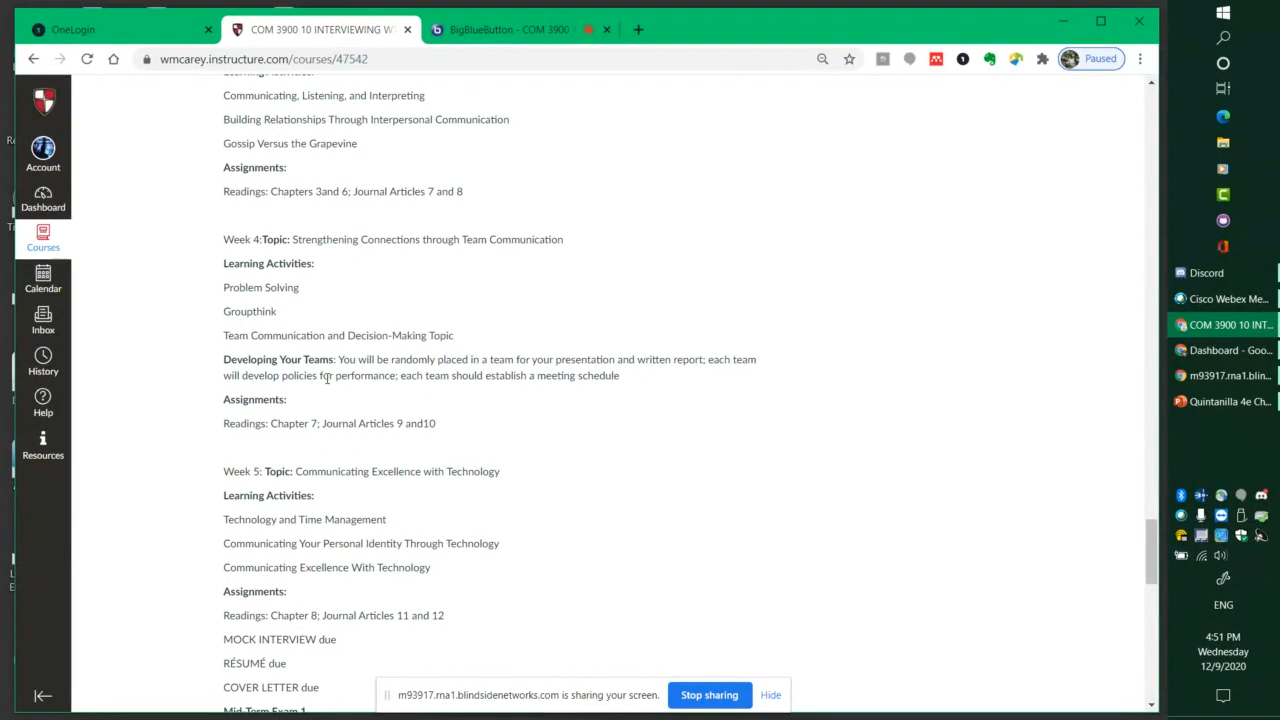 OneLogin
COM 3900 10 INTERVIEWING W
BigBlueButton - COM 3900
wmcarey.instructure.com/courses/47542
Paused
Account
Dashboard
Courses
Calendar
Inbox
History
Help
Resources
Learning Activities:
Communicating, Listening, and Interpreting
Building Relationships Through Interpersonal Communication
Gossip Versus the Grapevine
Assignments:
Readings: Chapters 3and 6; Journal Articles 7 and 8
Week 4:Topic: Strengthening Connections through Team Communication
Learning Activities:
Problem Solving
Groupthink
Team Communication and Decision-Making Topic
Developing Your Teams: You will be randomly placed in a team for your presentation and written report; each team
will develop policies for performance; each team should establish a meeting schedule
Assignments:
Readings: Chapter 7; Journal Articles 9 and10
Week 5: Topic: Communicating Excellence with Technology
Learning Activities:
Technology and Time Management
Communicating Your Personal Identity Through Technology
Communicating Excellence With Technology
Assignments:
Readings: Chapter 8; Journal Articles 11 and 12
MOCK INTERVIEW due
RÉSUMÉ due
COVER LETTER due
Mid-Term Exam 1
m93917.rna1.blindsidenetworks.com is sharing your screen.
Stop sharing
Hide
Discord
Cisco Webex Me...
COM 3900 10 INT...
Dashboard - Goo...
m93917.rna1.blin...
Quintanilla 4e Ch...
ENG
4:51 PM
Wednesday
12/9/2020